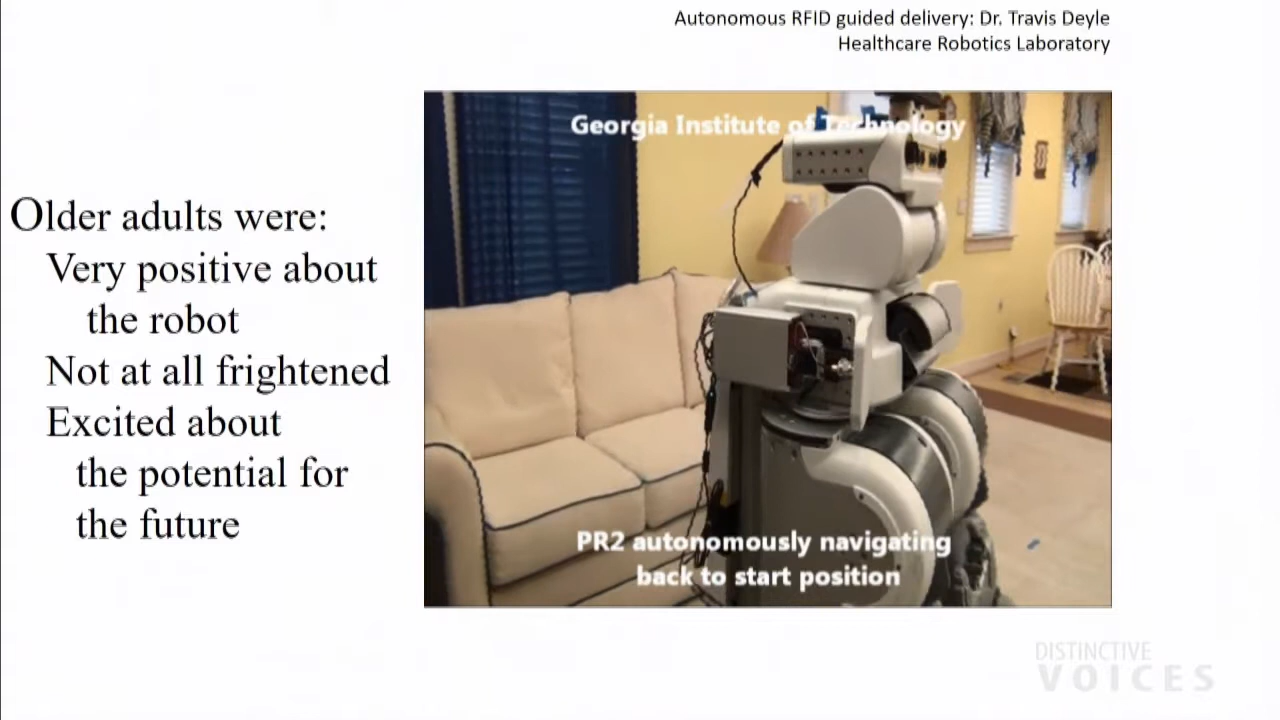 Autonomous RFID guided delivery: Dr. Travis Deyle
Healthcare Robotics Laboratory
Georgia Institute of Technology
Older adults were:
Very positive about
the robot
Not at all frightened
Excited about
the potential for
the future
PR2 autonomously navigating
back to start position
DISTINCTIVE
VOICES